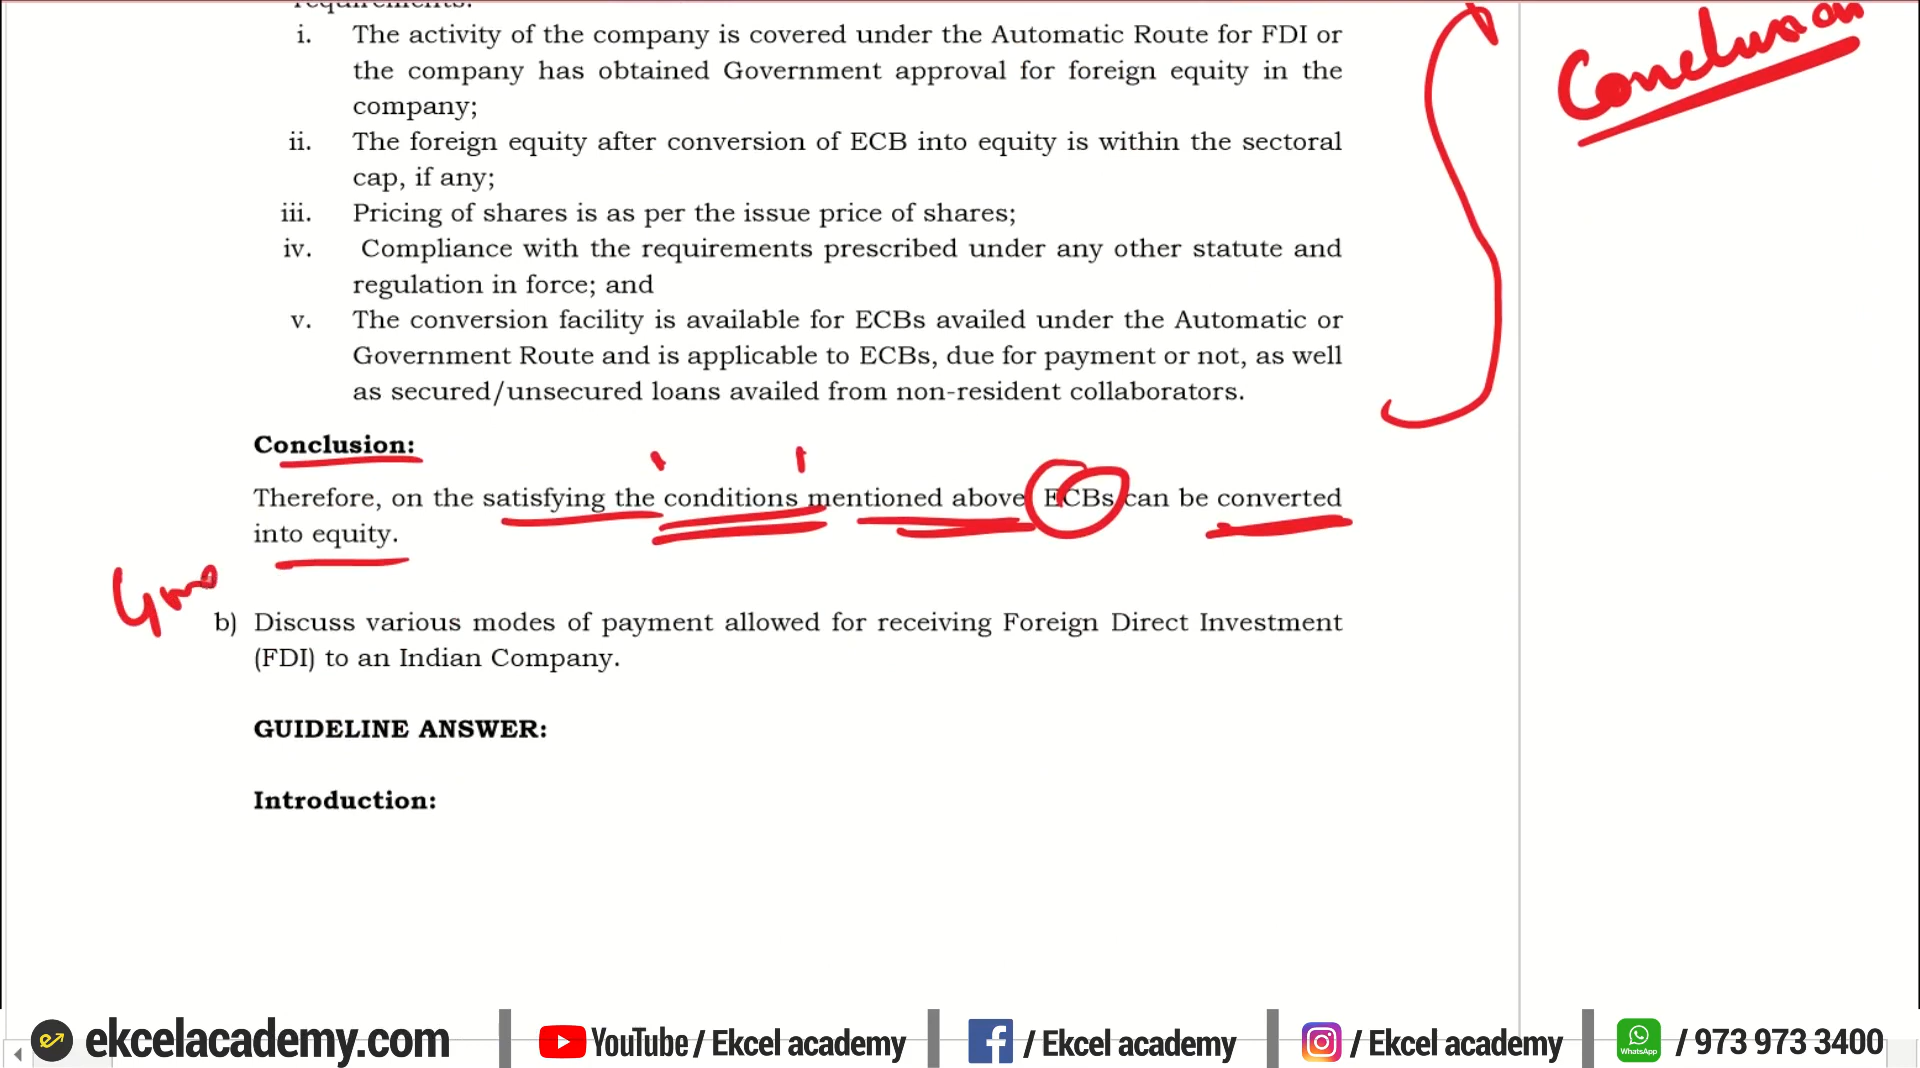 requirements:
i. The activity of the company is covered under the Automatic Route for FDI or
the company has obtained Government approval for foreign equity in the
company;
ii. The foreign equity after conversion of ECB into equity is within the sectoral
cap, if any;
iii. Pricing of shares is as per the issue price of shares;
iv. Compliance with the requirements prescribed under any other statute and
regulation in force; and
v. The conversion facility is available for ECBs availed under the Automatic or
Government Route and is applicable to ECBs, due for payment or not, as well
as secured/unsecured loans availed from non-resident collaborators.
Conclusion
Conclusion:
Therefore, on the satisfying the conditions mentioned above ECBs can be converted
into equity.
b) Discuss various modes of payment allowed for receiving Foreign Direct Investment
(FDI) to an Indian Company.
GUIDELINE ANSWER:
Introduction:
ekcelacademy.com YouTube / Ekcel academy / Ekcel academy / Ekcel academy WhatsApp / 973 973 3400